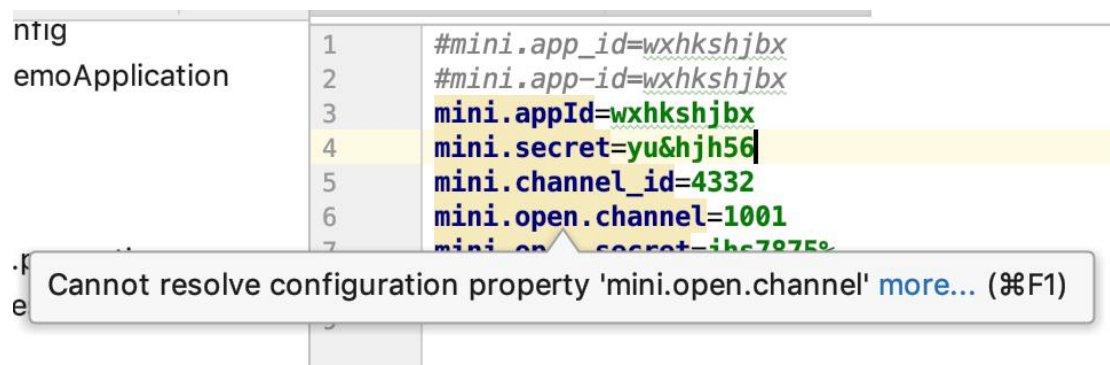 nfig
emoApplication
1 #mini.app_id=wxhkshjbx
2 #mini.app-id=wxhkshjbx
3 mini.appId=wxhkshjbx
4 mini.secret=yu&hjh56
5 mini.channel_id=4332
6 mini.open.channel=1001
7
Cannot resolve configuration property 'mini.open.channel' more... (⌘F1)